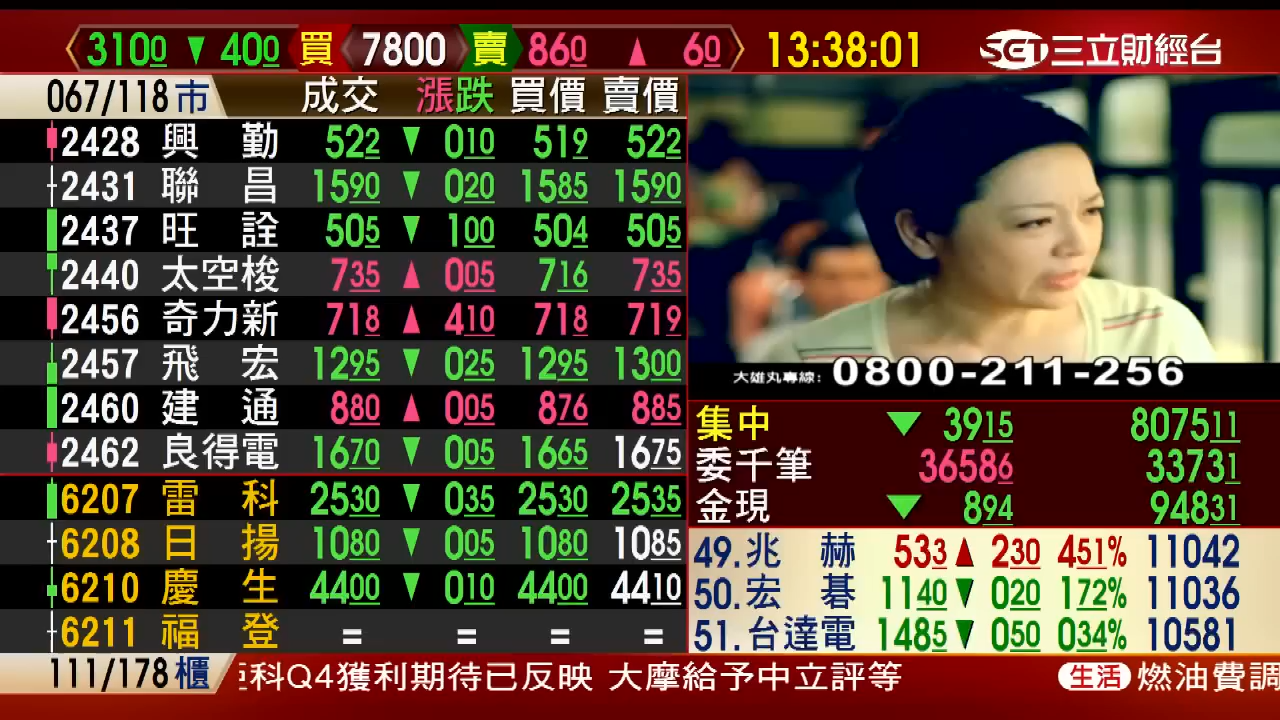 3100 ▼ 400 買 7800 賣 860 ▲ 60 13:38:01 SET三立財經台
067/118市 成交 漲跌 買價 賣價
2428 興勤 522 ▼ 010 519 522
2431 聯昌 1590 ▼ 020 1585 1590
2437 旺詮 505 ▼ 100 504 505
2440 太空梭 735 ▲ 005 716 735
2456 奇力新 718 ▲ 410 718 719
2457 飛宏 1295 ▼ 025 1295 1300
2460 建通 880 ▲ 005 876 885
2462 良得電 1670 ▼ 005 1665 1675
6207 雷科 2530 ▼ 035 2530 2535
6208 日揚 1080 ▼ 005 1080 1085
6210 慶生 4400 ▼ 010 4400 4410
6211 福登 = = = =
大雄丸專線: 0800-211-256
集中 ▼ 3915 807511
委千筆 36586 33731
金現 ▼ 894 94831
49.兆赫 533 ▲ 230 451% 11042
50.宏碁 1140 ▼ 020 172% 11036
51.台達電 1485 ▼ 050 034% 10581
111/178櫃 科Q4獲利期待已反映 大摩給予中立評等 生活 燃油費調